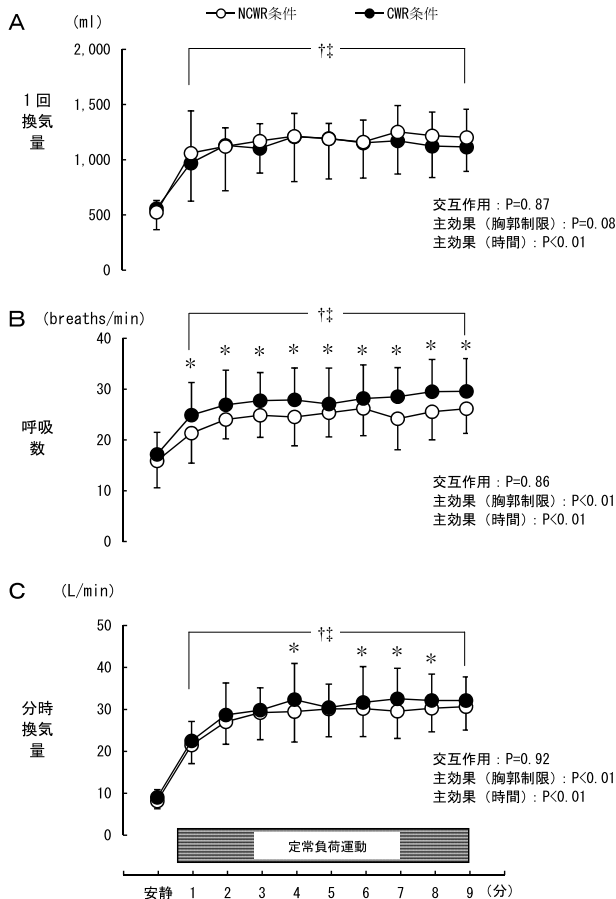 NCWR条件 CWR条件
A (ml)
†‡
2,000
1,500
1,000
500
0
1回
換気
量
交互作用：P=0.87
主効果（胸郭制限）：P=0.08
主効果（時間）：P<0.01
B (breaths/min)
†‡
40
30
20
10
0
* * * * * * * * *
呼吸
数
交互作用：P=0.86
主効果（胸郭制限）：P<0.01
主効果（時間）：P<0.01
C (L/min)
†‡
50
40
30
20
10
0
* * * *
分時
換気
量
交互作用：P=0.92
主効果（胸郭制限）：P<0.01
主効果（時間）：P<0.01
定常負荷運動
安静 1 2 3 4 5 6 7 8 9 (分)